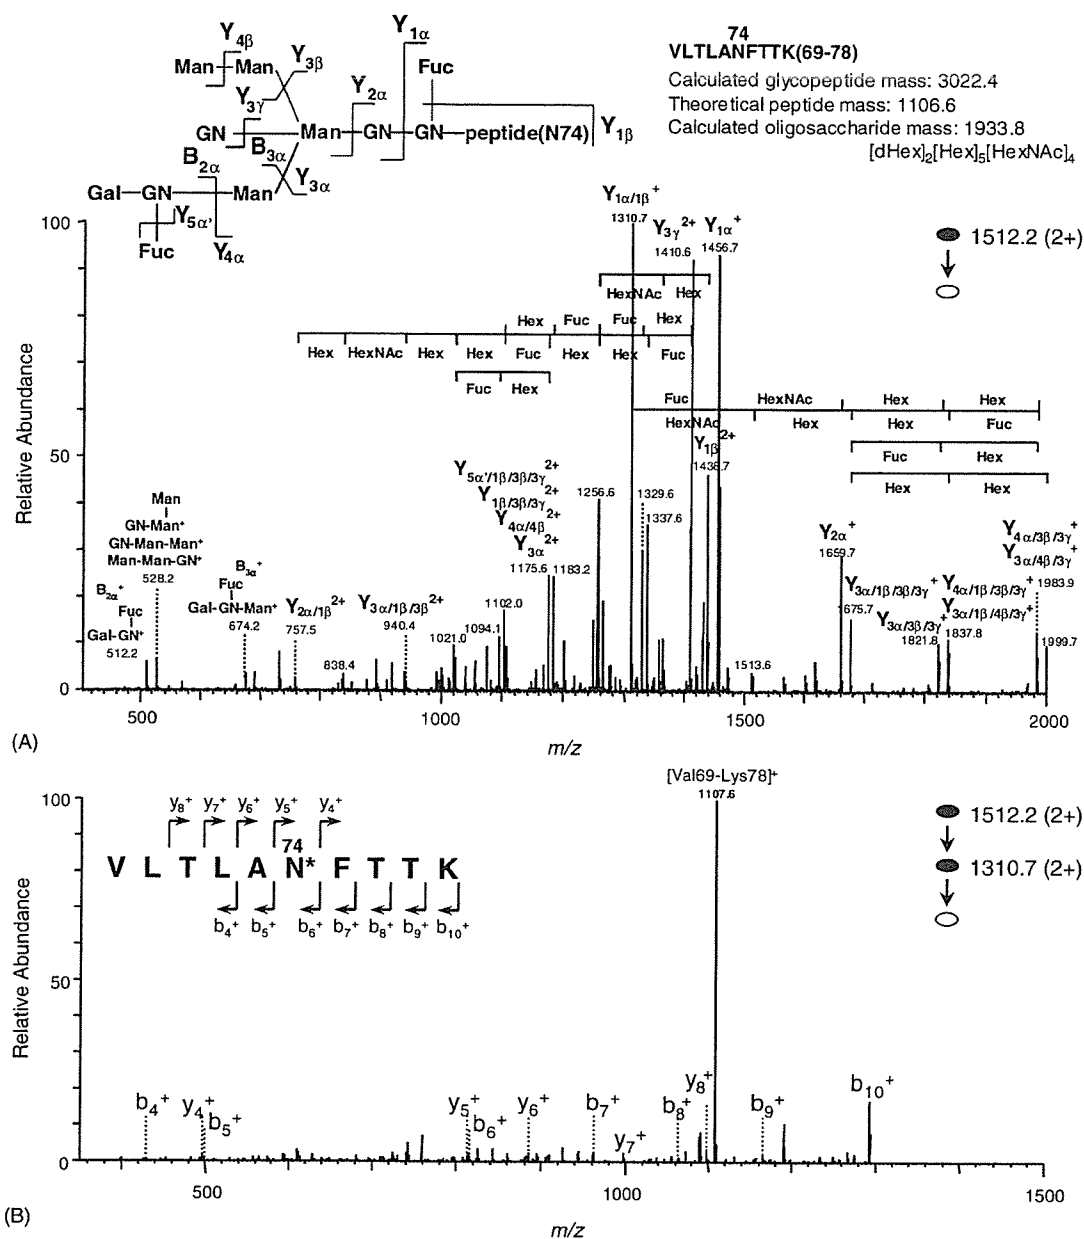 74
VLTLANFTTK(69-78)
Calculated glycopeptide mass: 3022.4
Theoretical peptide mass: 1106.6
Calculated oligosaccharide mass: 1933.8
[dHex]2[Hex]5[HexNAc]4
Y4β
Y1α
Man Man
Y3β
Fuc
Y3γ
Y2α
GN Man GN GN peptide(N74)
Y1β
B2α
B3α
Y3α
Gal GN Man
Y5α'
Fuc
Y4α
1512.2 (2+)
Relative Abundance
100
50
0
Y1α/1β+
1310.7
Y3γ2+
1410.6
Y1α+
1456.7
HexNAc Hex
Hex Fuc Fuc Hex
Hex HexNAc Hex Hex Fuc Hex Hex Fuc
Fuc Hex
Fuc HexNAc Hex Hex
HexNAc Hex Hex Fuc
Fuc Hex
Hex Hex
Y1β2+
1438.7
Y5α'/1β/3β/3γ2+
Y1β/3β/3γ2+
Y4α/4β2+
Y3α2+
1175.6
1183.2
1256.6
1329.6
1337.6
Man
GN-Man+
GN-Man-Man+
Man-Man-GN+
528.2
B2α+
Fuc
Gal-GN+
512.2
B3α+
Fuc
Gal-GN-Man+
674.2
Y2α/1β2+
757.5
838.4
Y3α/1β/3β2+
940.4
1021.0
1094.1
1102.0
1513.6
Y2α+
1659.7
Y3α/1β/3β/3γ+
1675.7
Y3α/3β/3γ+
1821.8
Y4α/1β/3β/3γ+
Y3α/1β/4β/3γ+
1837.8
Y4α/3β/3γ+
Y3α/4β/3γ+
1983.9
1999.7
500 1000 1500 2000
(A)
m/z
[Val69-Lys78]+
1107.6
1512.2 (2+)
1310.7 (2+)
Relative Abundance
100
50
0
y8+ y7+ y6+ y5+ y4+
74
V L T L A N* F T T K
b4+ b5+ b6+ b7+ b8+ b9+ b10+
b4+
y4+
b5+
y5+
b6+
y6+
b7+
y7+
b8+
y8+
b9+
b10+
500 1000 1500
(B)
m/z